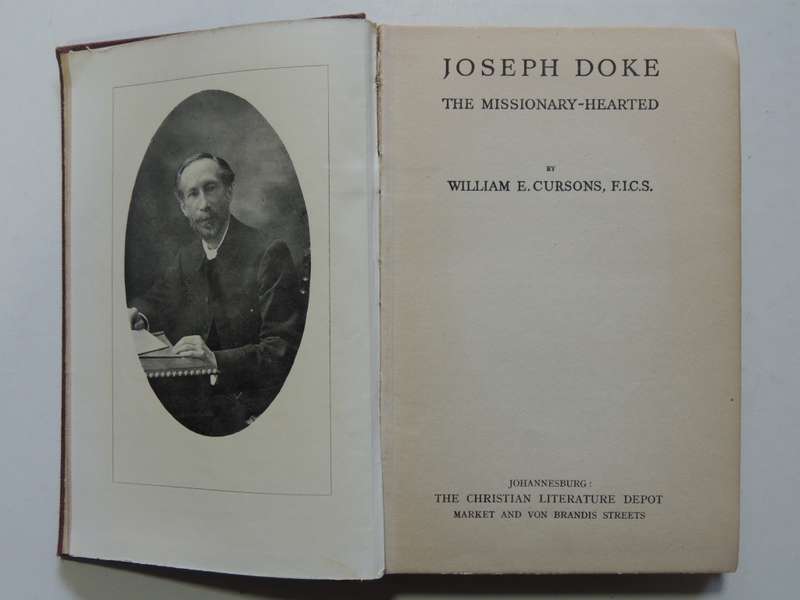 JOSEPH DOKE
THE MISSIONARY-HEARTED
BY
WILLIAM E. CURSONS, F.I.C.S.
JOHANNESBURG:
THE CHRISTIAN LITERATURE DEPOT
MARKET AND VON BRANDIS STREETS